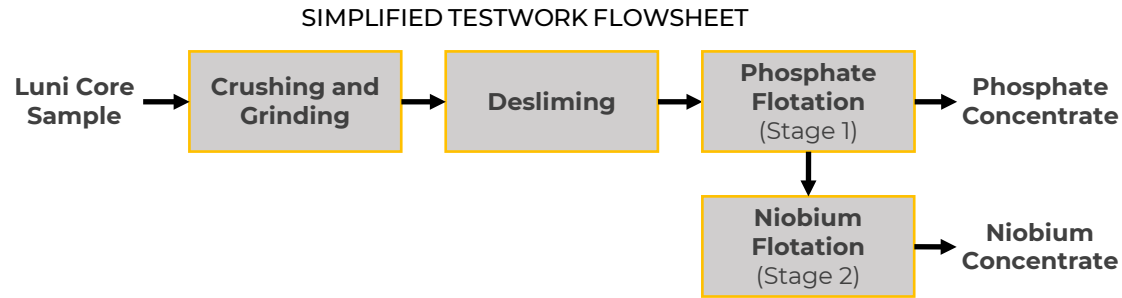 SIMPLIFIED TESTWORK FLOWSHEET
Luni Core
Sample
Crushing and
Grinding
Desliming
Phosphate
Flotation
(Stage 1)
Phosphate
Concentrate
Niobium
Flotation
(Stage 2)
Niobium
Concentrate